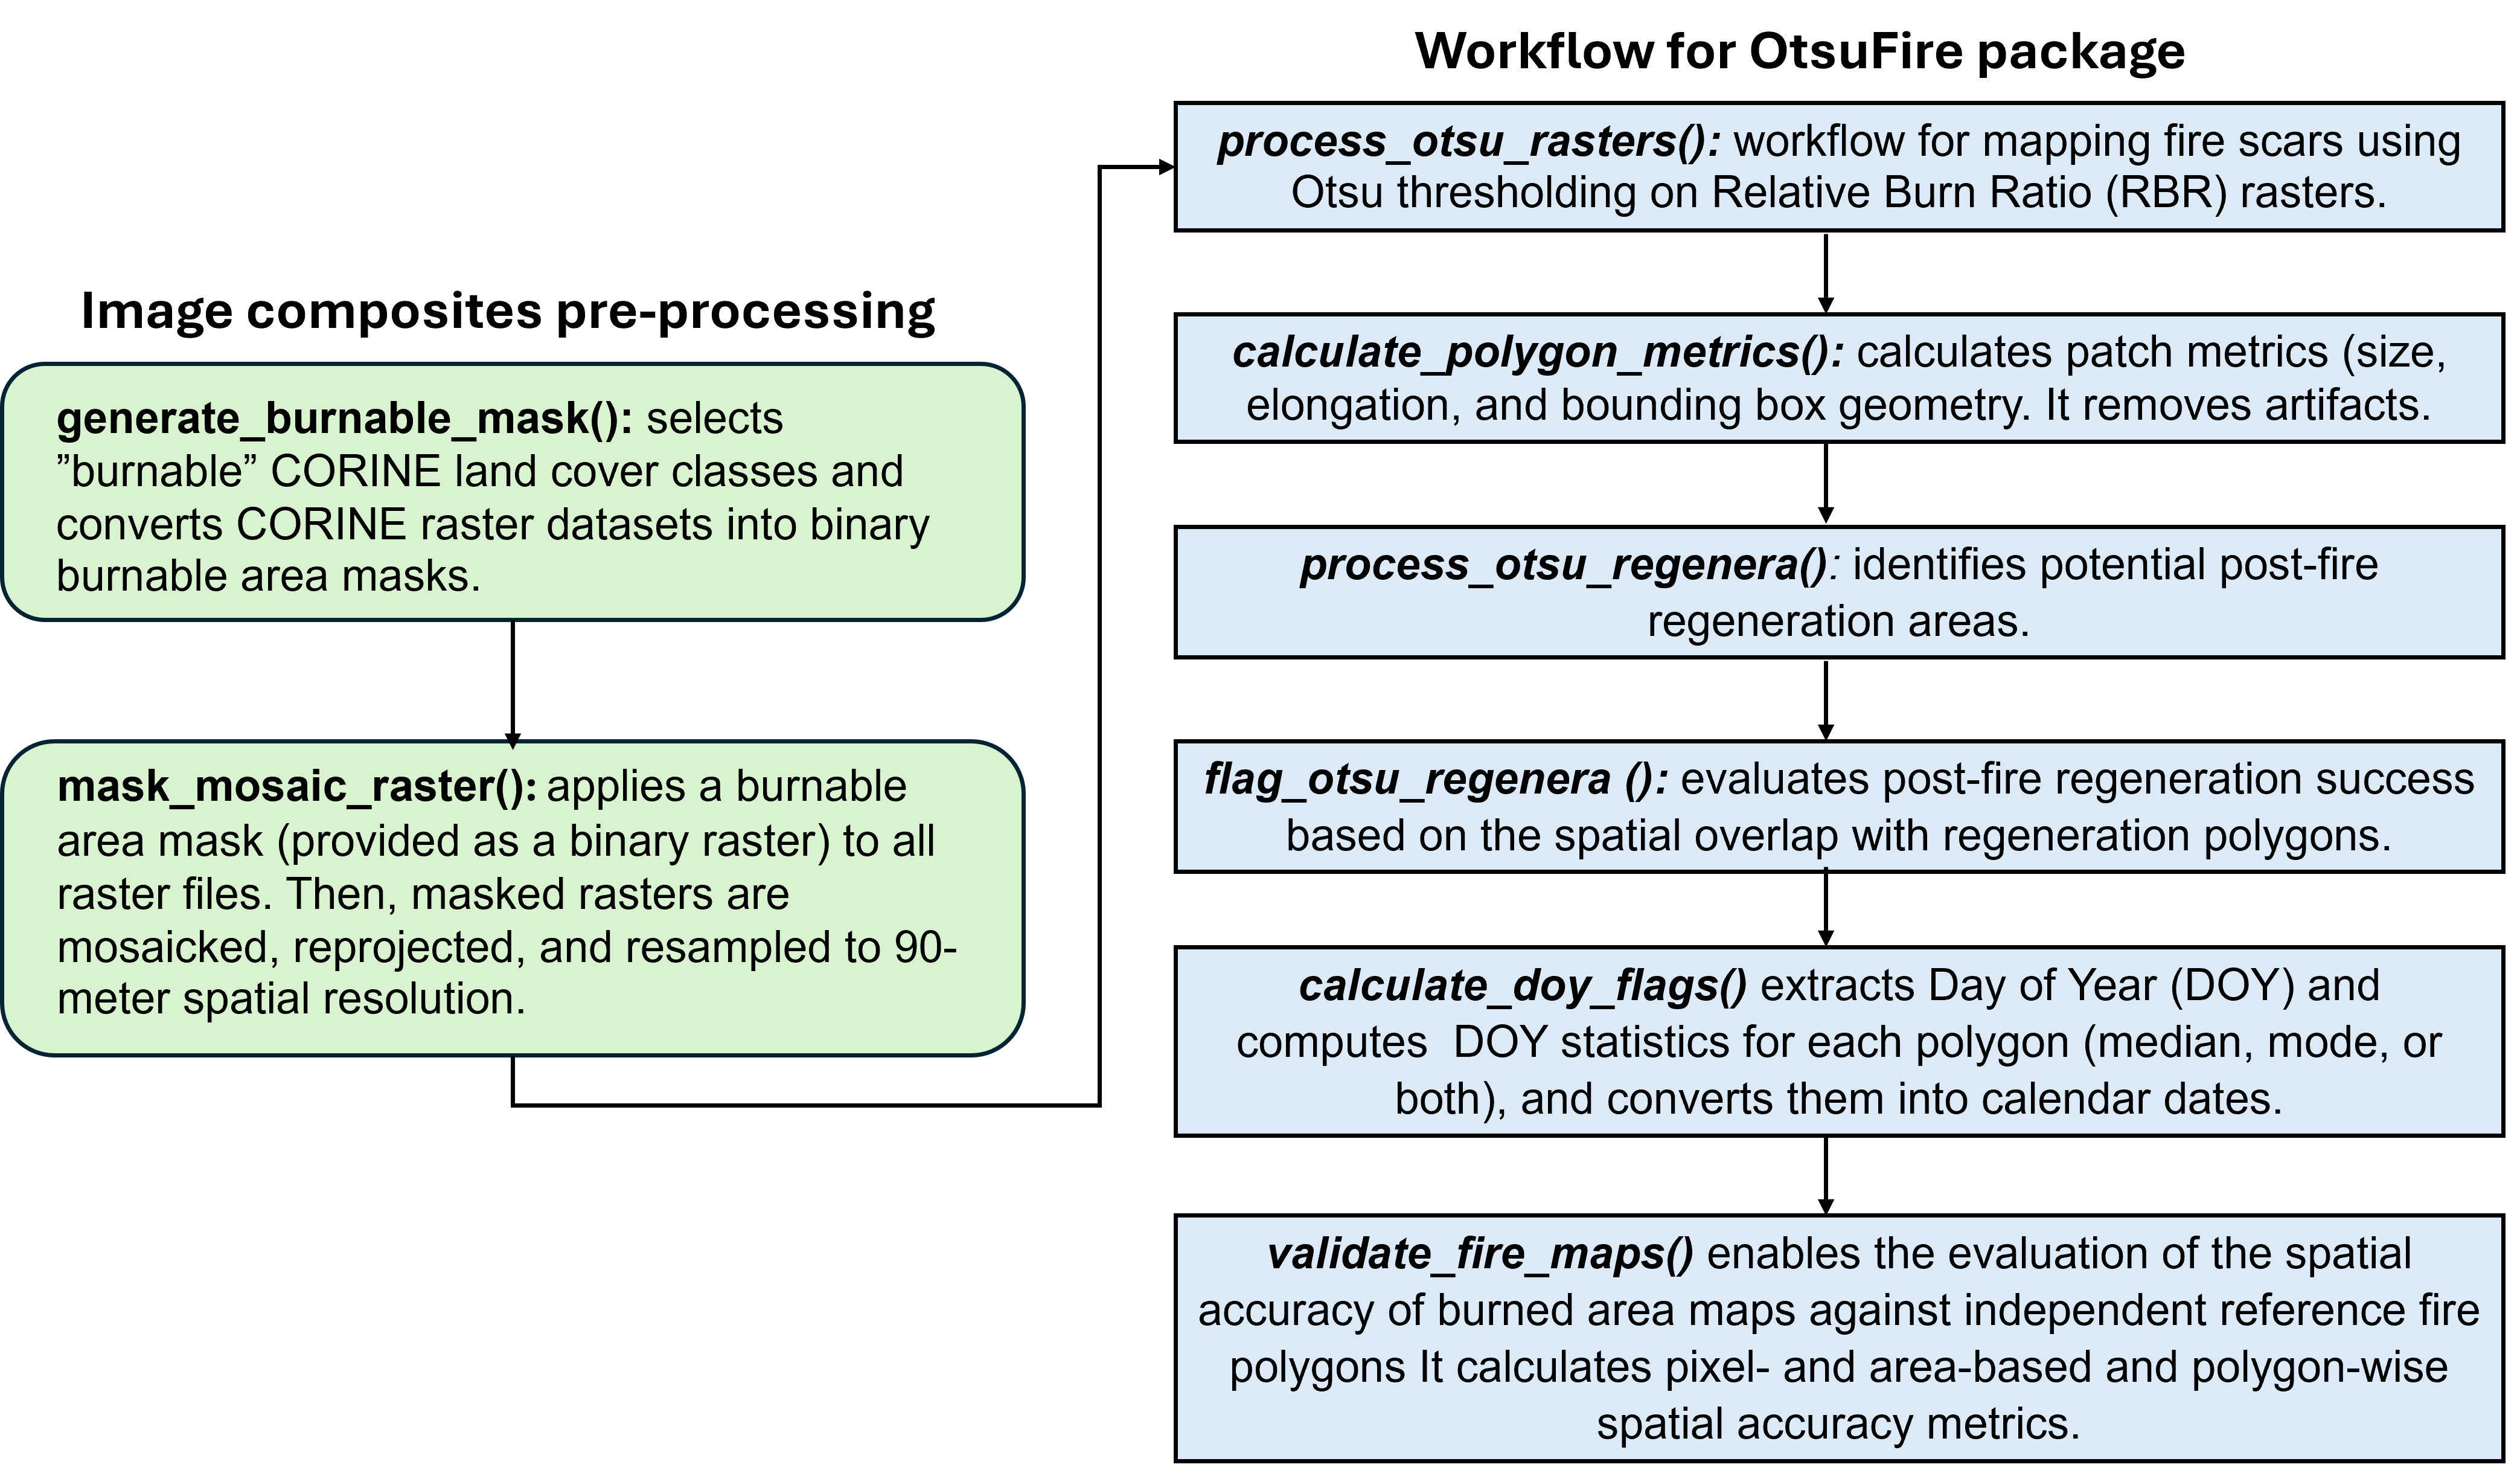 Image composites pre-processing
generate_burnable_mask(): selects
”burnable” CORINE land cover classes and
converts CORINE raster datasets into binary
burnable area masks.
mask_mosaic_raster(): applies a burnable
area mask (provided as a binary raster) to all
raster files. Then, masked rasters are
mosaicked, reprojected, and resampled to 90-
meter spatial resolution.
Workflow for OtsuFire package
process_otsu_rasters(): workflow for mapping fire scars using
Otsu thresholding on Relative Burn Ratio (RBR) rasters.
calculate_polygon_metrics(): calculates patch metrics (size,
elongation, and bounding box geometry. It removes artifacts.
process_otsu_regenera(): identifies potential post-fire
regeneration areas.
flag_otsu_regenera (): evaluates post-fire regeneration success
based on the spatial overlap with regeneration polygons.
calculate_doy_flags() extracts Day of Year (DOY) and
computes  DOY statistics for each polygon (median, mode, or
both), and converts them into calendar dates.
validate_fire_maps() enables the evaluation of the spatial
accuracy of burned area maps against independent reference fire
polygons It calculates pixel- and area-based and polygon-wise
spatial accuracy metrics.